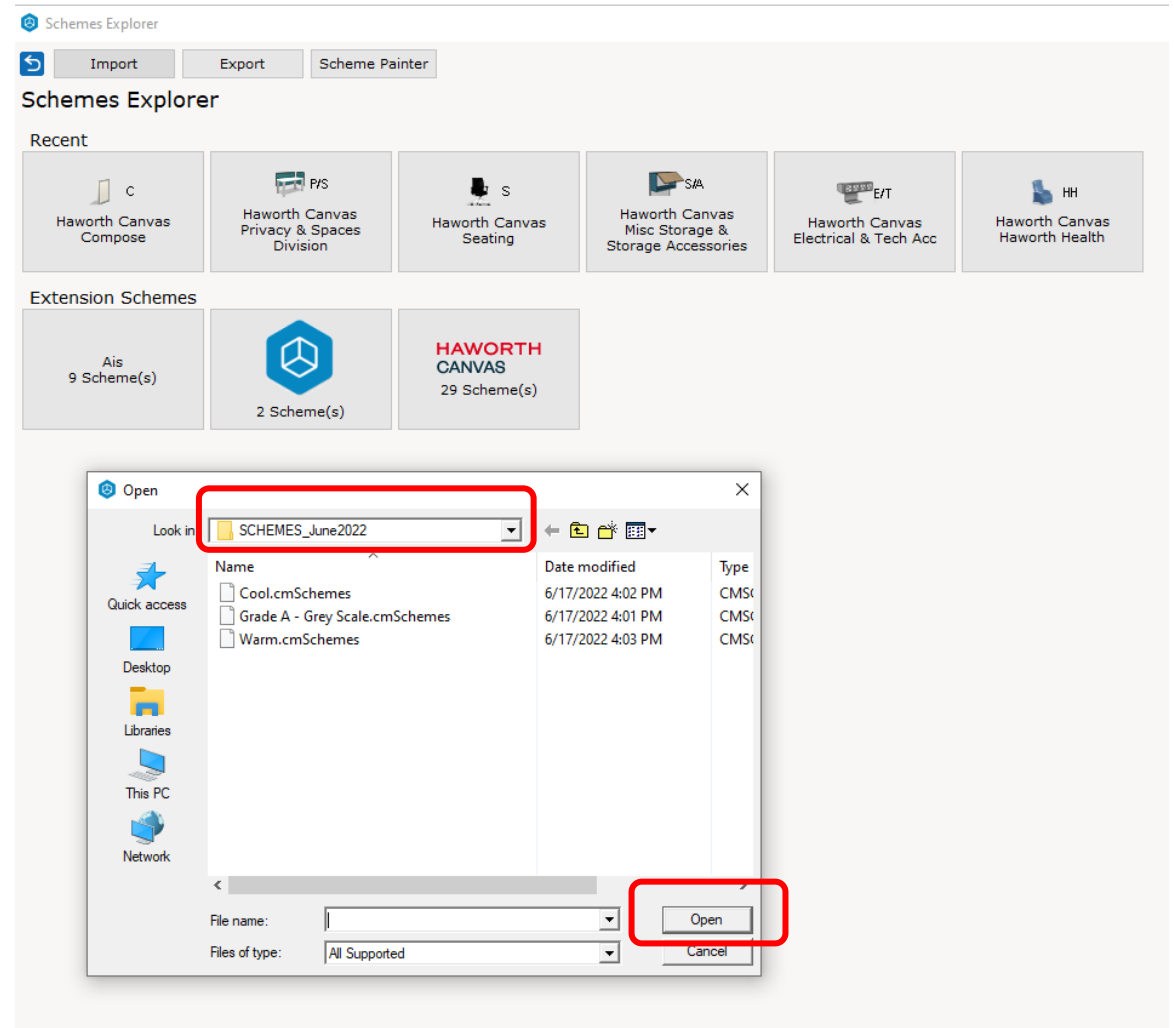 Schemes Explorer
Import Export Scheme Painter
Schemes Explorer
Recent
C
Haworth Canvas
Compose
P/S
Haworth Canvas
Privacy & Spaces
Division
S
Haworth Canvas
Seating
S/A
Haworth Canvas
Misc Storage &
Storage Accessories
E/T
Haworth Canvas
Electrical & Tech Acc
HH
Haworth Canvas
Haworth Health
Extension Schemes
Ais
9 Scheme(s)
2 Scheme(s)
HAWORTH
CANVAS
29 Scheme(s)
Open
Look in
SCHEMES_June2022
Quick access
Desktop
Libraries
This PC
Network
Name Date modified Type
Cool.cmSchemes 6/17/2022 4:02 PM CMS
Grade A - Grey Scale.cmSchemes 6/17/2022 4:01 PM CMS
Warm.cmSchemes 6/17/2022 4:03 PM CMS
File name: Open
Files of type: All Supported Cancel